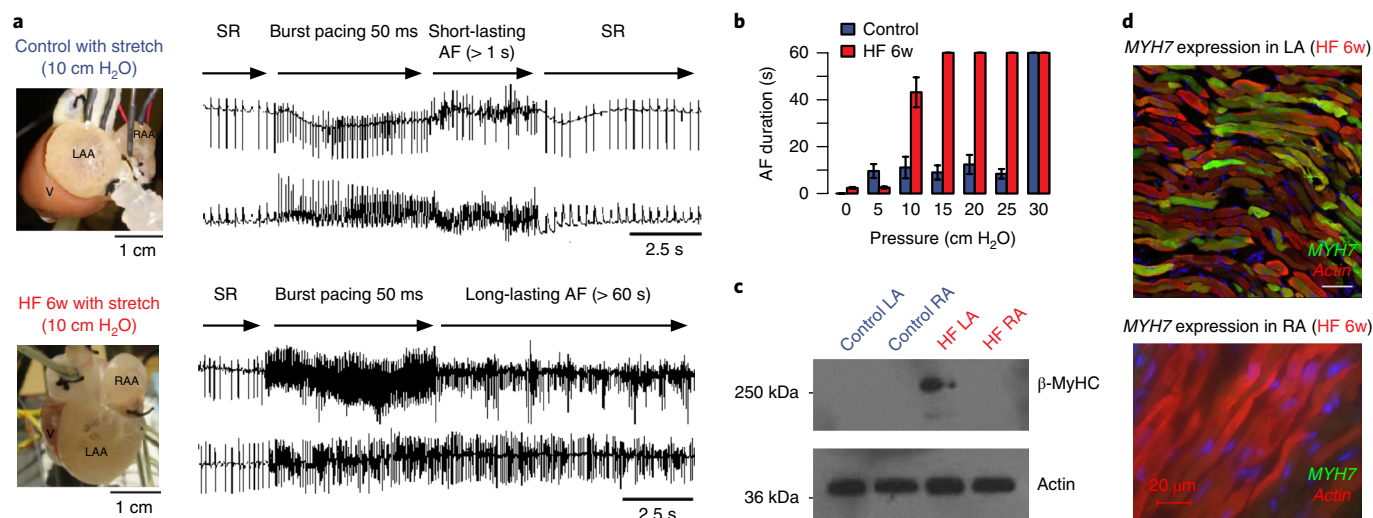 a
Control with stretch
(10 cm H₂O)
LAA
RAA
V
1 cm
SR
Burst pacing 50 ms
Short-lasting
AF (> 1 s)
SR
2.5 s
HF 6w with stretch
(10 cm H₂O)
RAA
V
LAA
1 cm
SR
Burst pacing 50 ms
Long-lasting AF (> 60 s)
2.5 s
b
Control
HF 6w
AF duration (s)
60
40
20
0
0 5 10 15 20 25 30
Pressure (cm H₂O)
c
Control LA
Control RA
HF LA
HF RA
250 kDa
β-MyHC
36 kDa
Actin
d
MYH7 expression in LA (HF 6w)
MYH7
Actin
MYH7 expression in RA (HF 6w)
20 μm
MYH7
Actin